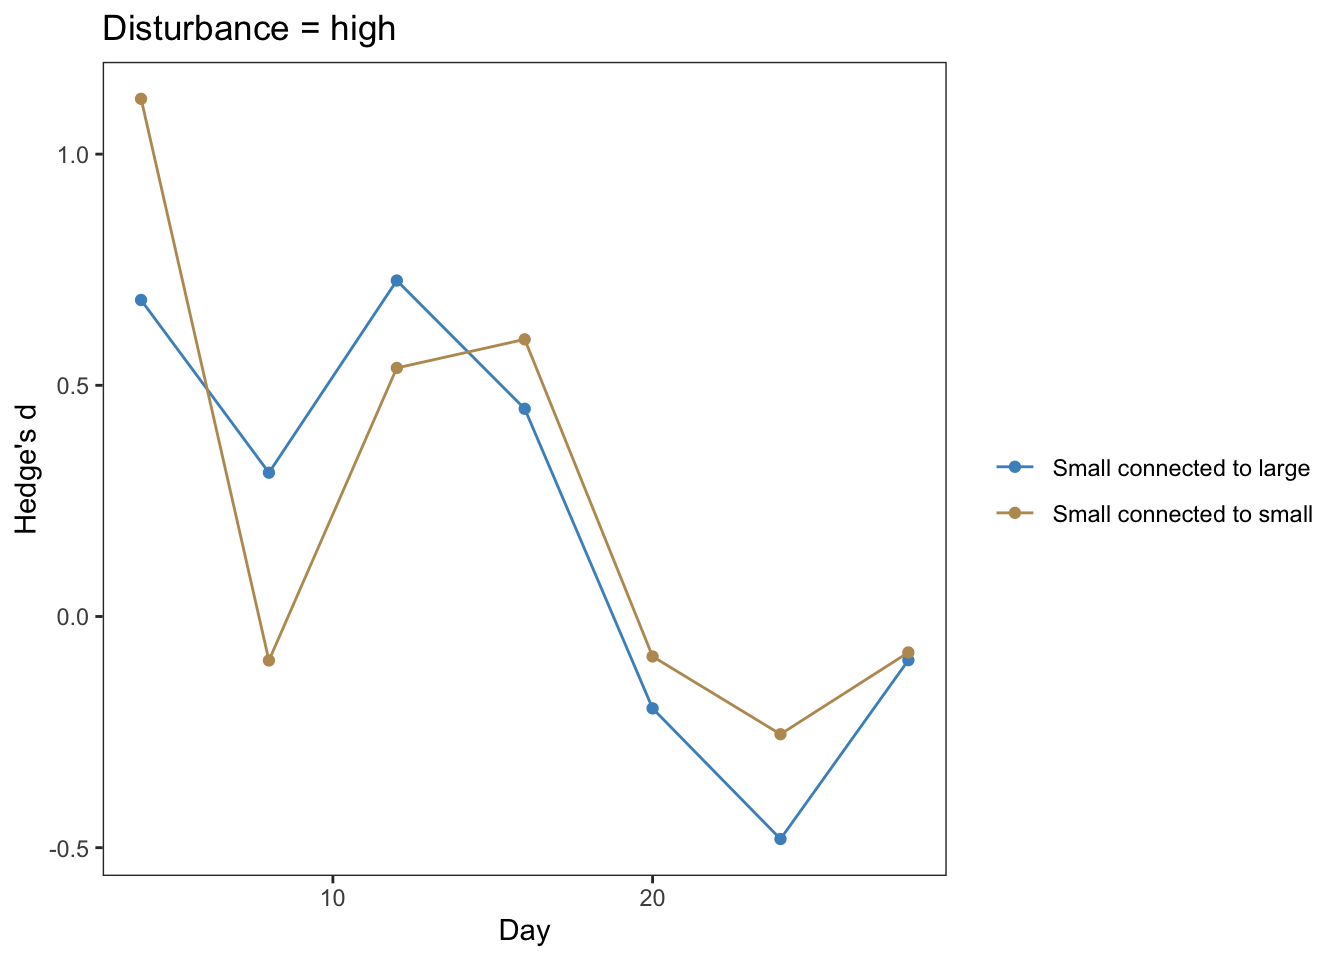 Disturbance = high
1.0
0.5
0.0
-0.5
Hedge's d
10
20
Day
Small connected to large
Small connected to small